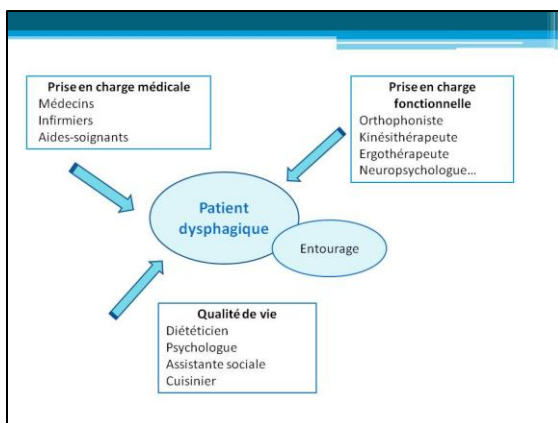 Prise en charge médicale
Médecins
Infirmiers
Aides-soignants
Prise en charge
fonctionnelle
Orthophoniste
Kinésithérapeute
Ergothérapeute
Neuropsychologue...
Patient
dysphagique
Entourage
Qualité de vie
Diététicien
Psychologue
Assistante sociale
Cuisinier